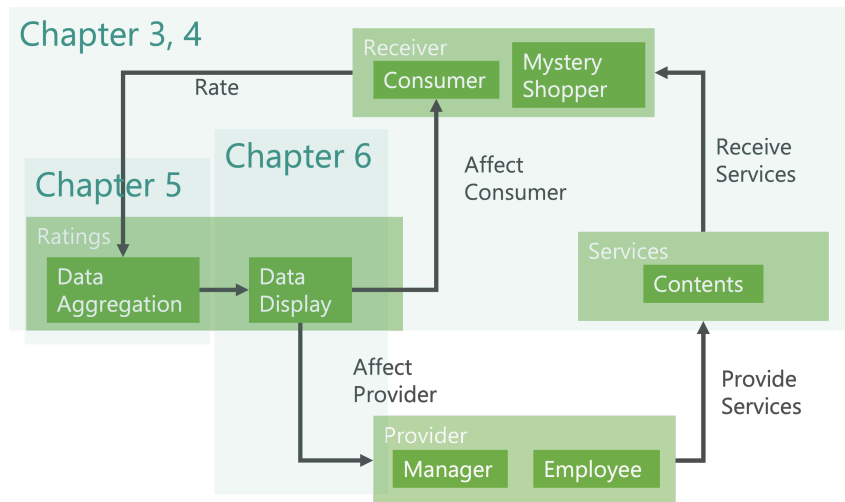 Chapter 3, 4
Receiver
Consumer
Mystery
Shopper
Rate
Chapter 6
Chapter 5
Affect
Consumer
Receive
Services
Ratings
Data
Aggregation
Data
Display
Services
Contents
Affect
Provider
Provide
Services
Provider
Manager
Employee